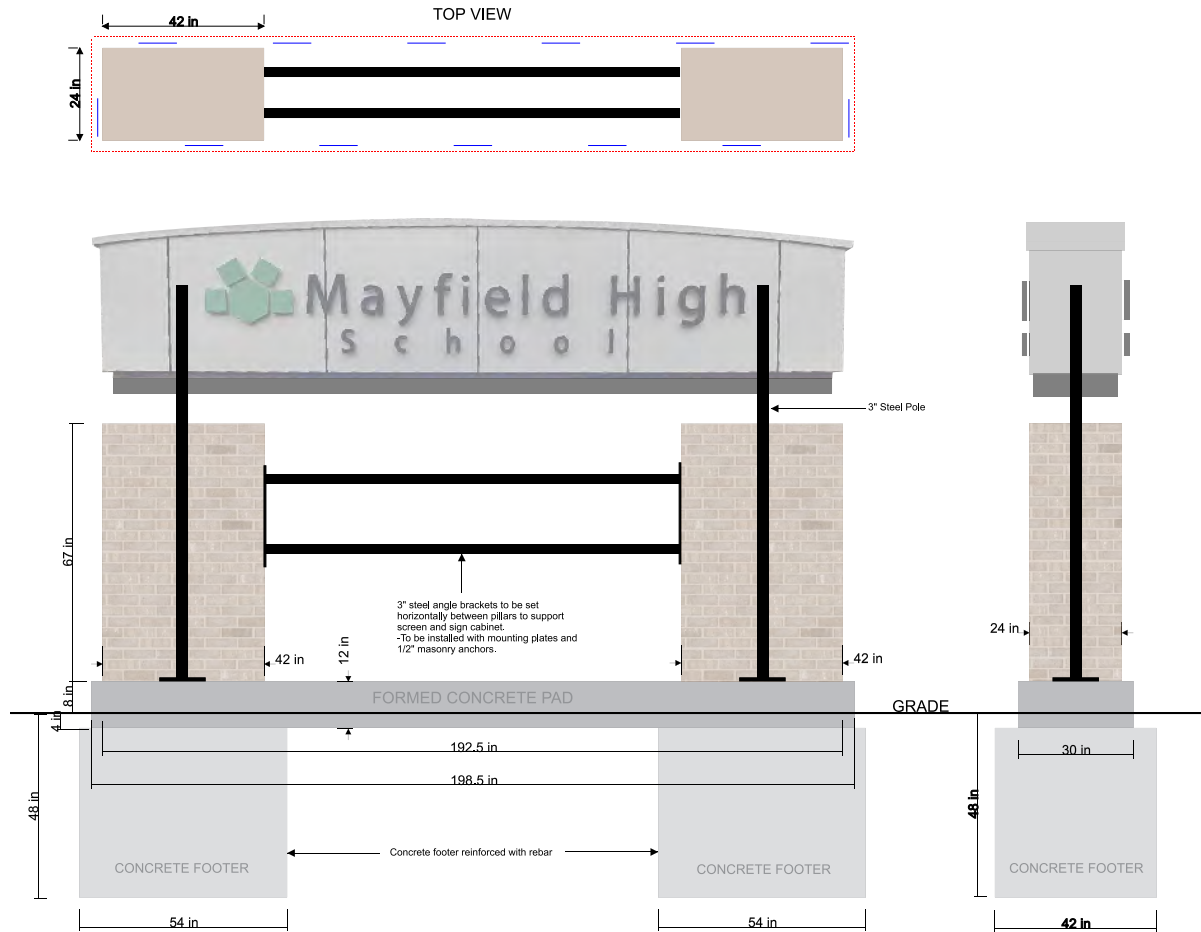 TOP VIEW
42 in
24 in
Mayfield High
School
3" Steel Pole
67 in
3" steel angle brackets to be set
horizontally between pillars to support
screen and sign cabinet.
-To be installed with mounting plates and
1/2" masonry anchors.
42 in
12 in
42 in
24 in
8 in
FORMED CONCRETE PAD
GRADE
4 in
192.5 in
30 in
198.5 in
48 in
48 in
Concrete footer reinforced with rebar
CONCRETE FOOTER
CONCRETE FOOTER
CONCRETE FOOTER
54 in
54 in
42 in